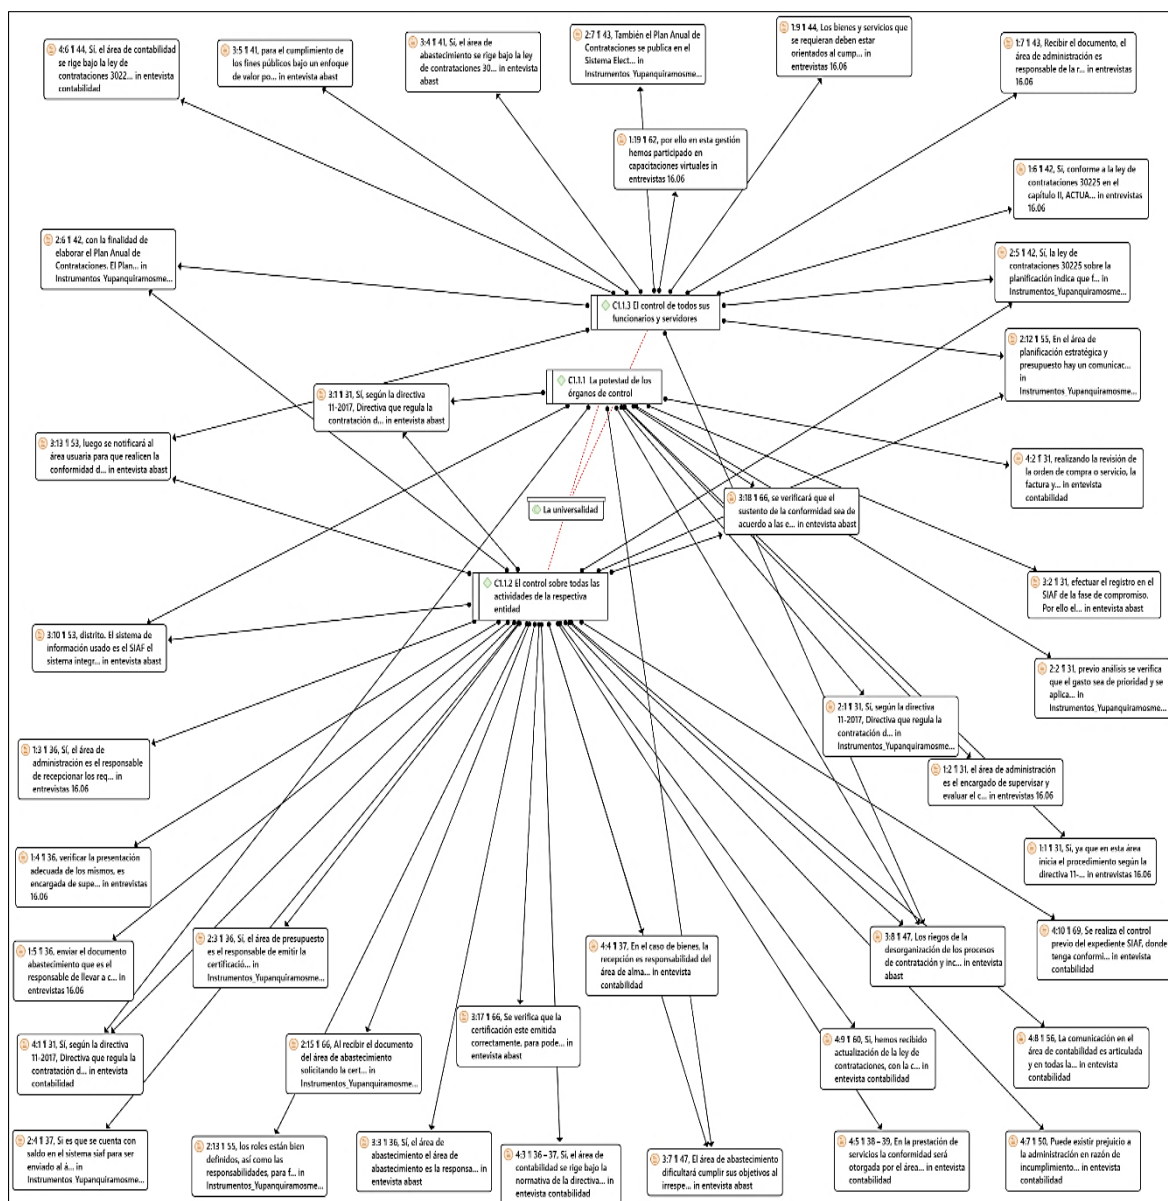 4:6 ¶ 44, Sí, el área de contabilidad
se rige bajo la ley de
contrataciones 3022... in entevista
contabilidad
3:5 ¶ 41, para el cumplimiento de
los fines públicos bajo un enfoque
de valor po... in entevista abast
3:4 ¶ 41, Si, el área de
abastecimiento se rige bajo la ley
de contrataciones 30... in
entevista abast
2:7 ¶ 43, También el Plan Anual de
Contrataciones se publica en el
Sistema Elect... in
Instrumentos Yupanquiramosme...
1:9 ¶ 44, Los bienes y servicios que
se requieran deben estar
orientados al cump... in
entrevistas 16.06
1:7 ¶ 43, Recibir el documento, el
área de administración es
responsable de la r... in entrevistas
16.06
1:19 ¶ 62, por ello en esta gestión
hemos participado en
capacitaciones virtuales in
entrevistas 16.06
1:6 ¶ 42, Si, conforme a la ley de
contrataciones 30225 en el
capítulo II, ACTUA... in entrevistas
16.06
2:6 ¶ 42, con la finalidad de
elaborar el Plan Anual de
Contrataciones. El Plan... in
Instrumentos Yupanquiramosme...
2:5 ¶ 42, Sí, la ley de
contrataciones 30225 sobre la
planificación indica que f... in
Instrumentos_Yupanquiramosme...
C1.1.3 El control de todos sus
funcionarios y servidores
2:12 ¶ 55, En el área de
planificación estratégica y
presupuesto hay un comunicac...
in
Instrumentos_Yupanquiramosme...
C1.1.1 La potestad de los
órganos de control
3:1 ¶ 31, Sí, según la directiva
11-2017, Directiva que regula la
contratación d... in entevista
abast
3:13 ¶ 53, luego se notificará al
área usuaria para que realicen la
conformidad d... in entevista abast
4:2 ¶ 31, realizando la revisión de
la orden de compra o servicio, la
factura y... in entevista
contabilidad
3:18 ¶ 66, se verificará que el
sustento de la conformidad sea de
acuerdo a las e... in entevista abast
La universalidad
C1.1.2 El control sobre todas las
actividades de la respectiva
entidad
3:2 ¶ 31, efectuar el registro en el
SIAF de la fase de compromiso.
Por ello el... in entevista abast
3:10 ¶ 53, distrito. El sistema de
información usado es el SIAF el
sistema integr... in entevista abast
2:2 ¶ 31, previo análisis se verifica
que el gasto sea de prioridad y se
aplica... in
Instrumentos_Yupanquiramosme...
2:1 ¶ 31, Sí, según la directiva
11-2017, Directiva que regula la
contratación d... in
Instrumentos_Yupanquiramosme...
1:3 ¶ 36, Sí, el área de
administración es el responsable
de recepcionar los req... in
entrevistas 16.06
1:2 ¶ 31. el área de administración
es el encargado de supervisar y
evaluar el c... in entrevistas 16.06
1:1 ¶ 31, Sí, ya que en esta área
inicia el procedimiento según la
directiva 11-... in entrevistas 16.06
1:4 ¶ 36, verificar la presentación
adecuada de los mismos, es
encargada de supe... in entrevistas
16.06
1:5 ¶ 36, enviar el documento
abastecimiento que es el
responsable de llevar a c... in
entrevistas 16.06
2:3 ¶ 36, Sí, el área de presupuesto
es el responsable de emitir la
certificació... in
Instrumentos_Yupanquiramosme...
4:4 ¶ 37, En el caso de bienes, la
recepción es responsabilidad del
área de alma... in entevista
contabilidad
3:8 ¶ 47, Los riegos de la
desorganización de los procesos
de contratación y inc... in entevista
abast
4:10 ¶ 69, Se realiza el control
previo del expediente SIAF, donde
tenga conformi... in entevista
contabilidad
4:1 ¶ 31, Sí, según la directiva
11-2017, Directiva que regula la
contratación d... in entevista
contabilidad
2:15 ¶ 66, Al recibir el documento
del área de abastecimiento
solicitando la cert... in
Instrumentos_Yupanquiramosme...
3:17 ¶ 66, Se verifica que la
certificación este emitida
correctamente, para pode... in
entevista abast
4:9 ¶ 60, Si, hemos recibido
actualización de la ley de
contrataciones, con la c... in
entevista contabilidad
4:8 ¶ 56, La comunicación en el
área de contabilidad es articulada
y en todas la... in entevista
contabilidad
2:4 ¶ 37, Si es que se cuenta con
saldo en el sistema siaf para ser
enviado al á... in
Instrumentos Yupanquiramosme...
2:13 ¶ 55, los roles están bien
definidos, así como las
responsabilidades, para f... in
Instrumentos_Yupanquiramosme...
3:3 ¶ 36, Sí, el área de
abastecimiento el área de
abastecimiento es la responsa... in
entevista abast
4:3 ¶ 36 – 37, Si, el área de
contabilidad se rige bajo la
normativa de la directiva... in
entevista contabilidad
3:7 ¶ 47, El área de abastecimiento
dificultará cumplir sus objetivos al
irrespe... in entevista abast
4:5 ¶ 38 – 39, En la prestación de
servicios la conformidad será
otorgada por el área... in entevista
contabilidad
4:7 ¶ 50, Puede existir prejuicio a
la administración en razón de
incumplimiento... in entevista
contabilidad